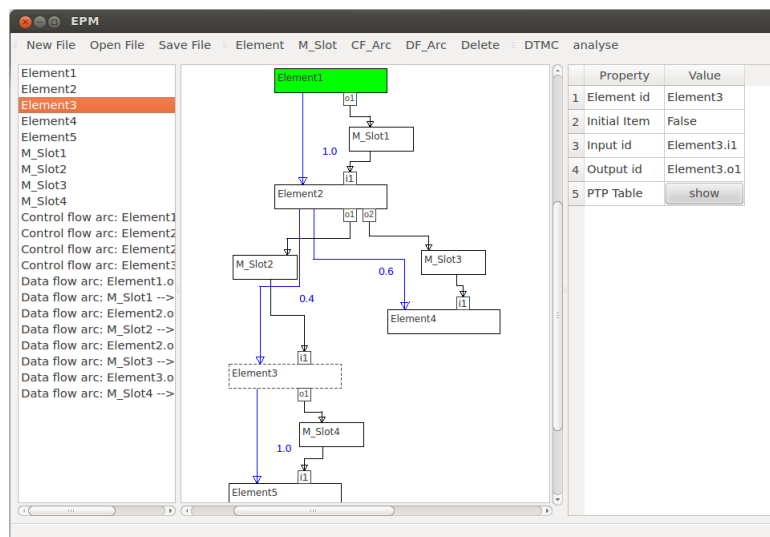 EPM
New File Open File Save File Element M_Slot CF_Arc DF_Arc Delete DTMC analyse
Element1
Element2
Element3
Element4
Element5
M_Slot1
M_Slot2
M_Slot3
M_Slot4
Control flow arc: Element1
Control flow arc: Element2
Control flow arc: Element2
Control flow arc: Element3
Data flow arc: Element1.o
Data flow arc: M_Slot1 -->
Data flow arc: Element2.o
Data flow arc: M_Slot2 -->
Data flow arc: Element2.o
Data flow arc: M_Slot3 -->
Data flow arc: Element3.o
Data flow arc: M_Slot4 -->
Element1
o1
M_Slot1
1.0
i1
Element2
o1 o2
M_Slot2
M_Slot3
0.6
0.4
i1
Element4
i1
Element3
o1
M_Slot4
1.0
i1
Element5
Property Value
1 Element id Element3
2 Initial Item False
3 Input id Element3.i1
4 Output id Element3.o1
5 PTP Table show